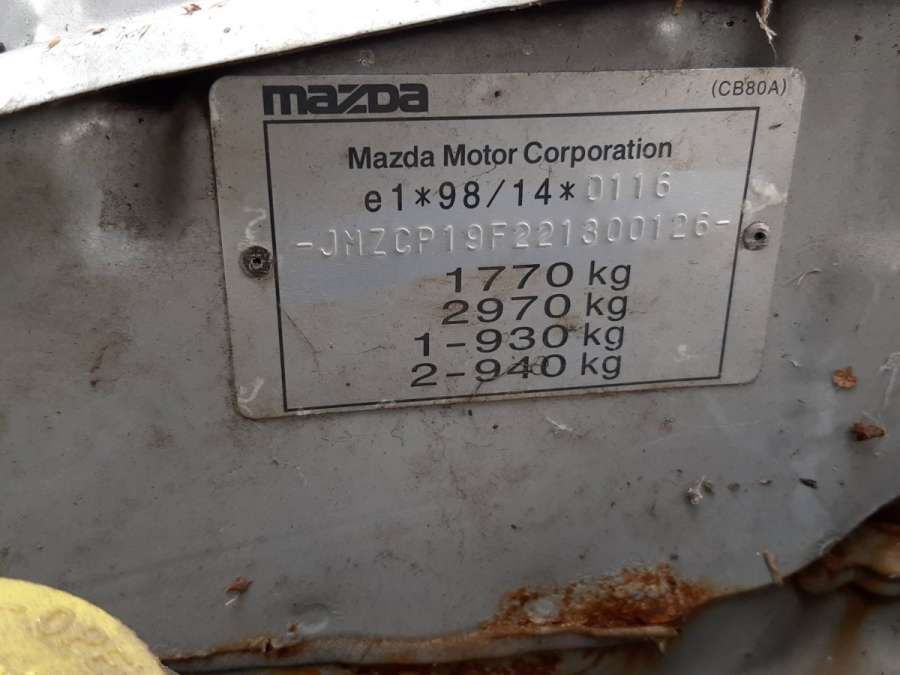 mazda
(CB80A)
Mazda Motor Corporation
e1*98/14*0116
-JMZCP19F221300126-
1770 kg
2970 kg
1-930 kg
2-940 kg